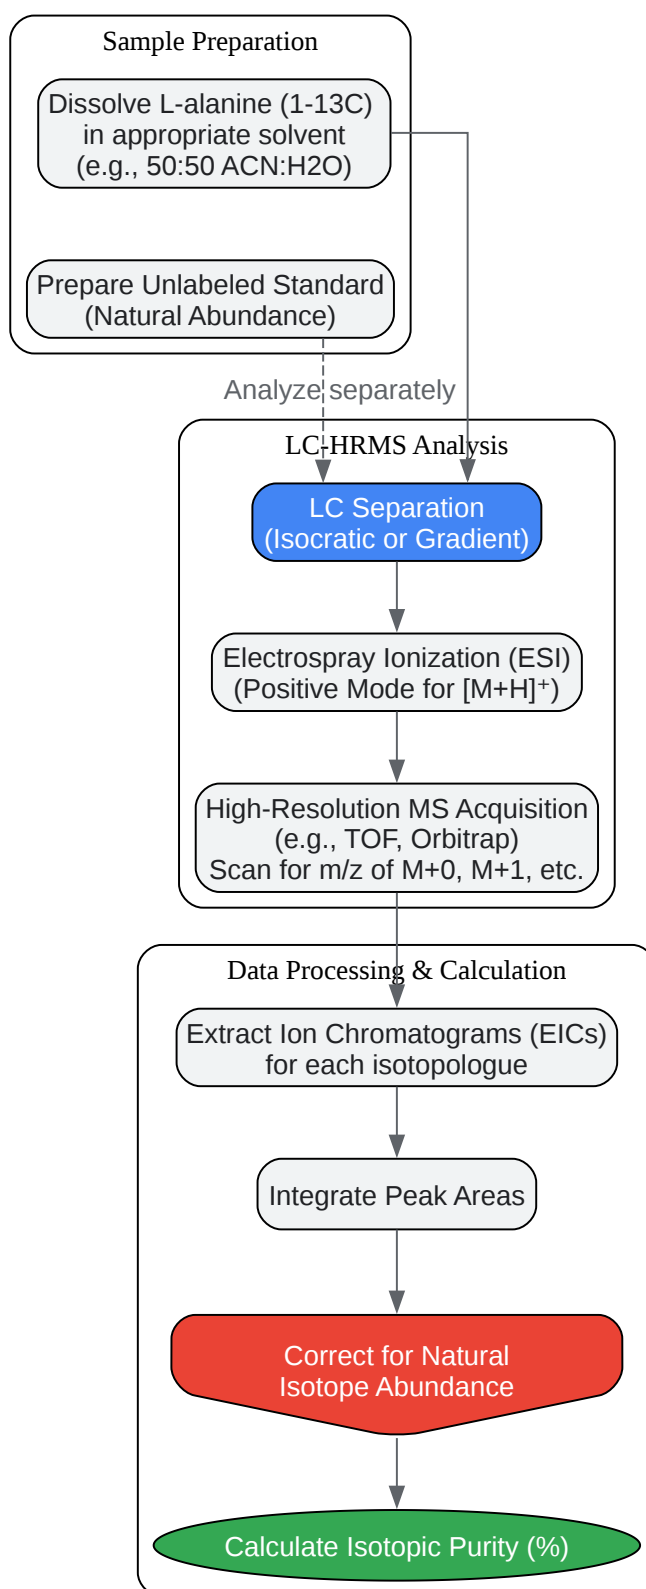 Sample Preparation
Dissolve L-alanine (1-13C)
in appropriate solvent
(e.g., 50:50 ACN:H2O)
Prepare Unlabeled Standard
(Natural Abundance)
Analyze separately
LC-HRMS Analysis
LC Separation
(Isocratic or Gradient)
Electrospray Ionization (ESI)
(Positive Mode for [M+H]⁺)
High-Resolution MS Acquisition
(e.g., TOF, Orbitrap)
Scan for m/z of M+0, M+1, etc.
Data Processing & Calculation
Extract Ion Chromatograms (EICs)
for each isotopologue
Integrate Peak Areas
Correct for Natural
Isotope Abundance
Calculate Isotopic Purity (%)